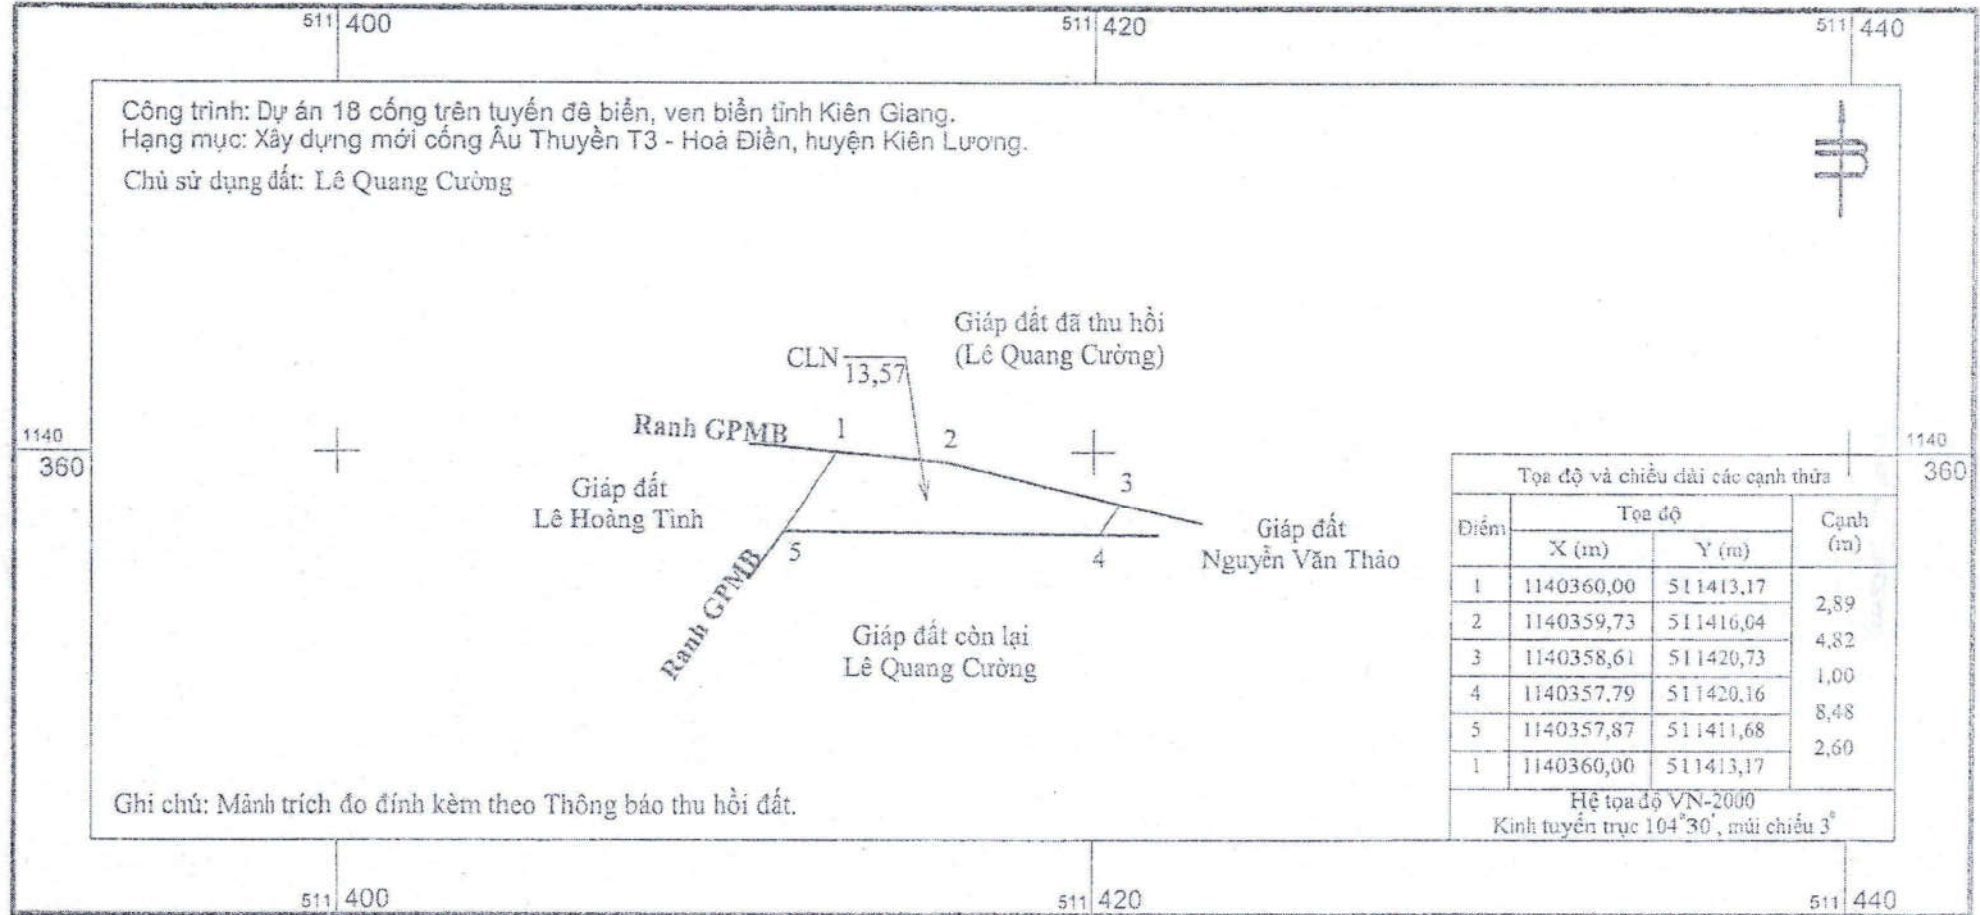 511 400
511 420
511 440
Công trình: Dự án 18 cống trên tuyến đê biển, ven biển tỉnh Kiên Giang.
Hạng mục: Xây dựng mới cống Âu Thuyền T3 - Hoà Điền, huyện Kiên Lương.
Chủ sử dụng đất: Lê Quang Cường
Giáp đất đã thu hồi
(Lê Quang Cường)
CLN
13,57
Ranh GPMB
1
2
3
4
5
1140
360
1140
360
Giáp đất
Lê Hoàng Tình
Giáp đất
Nguyễn Văn Thảo
Ranh GPMB
Giáp đất còn lại
Lê Quang Cường
Tọa độ và chiều dài các cạnh thửa
Điểm Tọa độ Cạnh (m)
X (m) Y (m)
1 1140360,00 511413,17
2,89
2 1140359,73 511416,04
4,82
3 1140358,61 511420,73
1,00
4 1140357,79 511420,16
8,48
5 1140357,87 511411,68
2,60
1 1140360,00 511413,17
Hệ tọa độ VN-2000
Kinh tuyến trục 104°30', múi chiếu 3°
Ghi chú: Mảnh trích đo đính kèm theo Thông báo thu hồi đất.
511 400
511 420
511 440